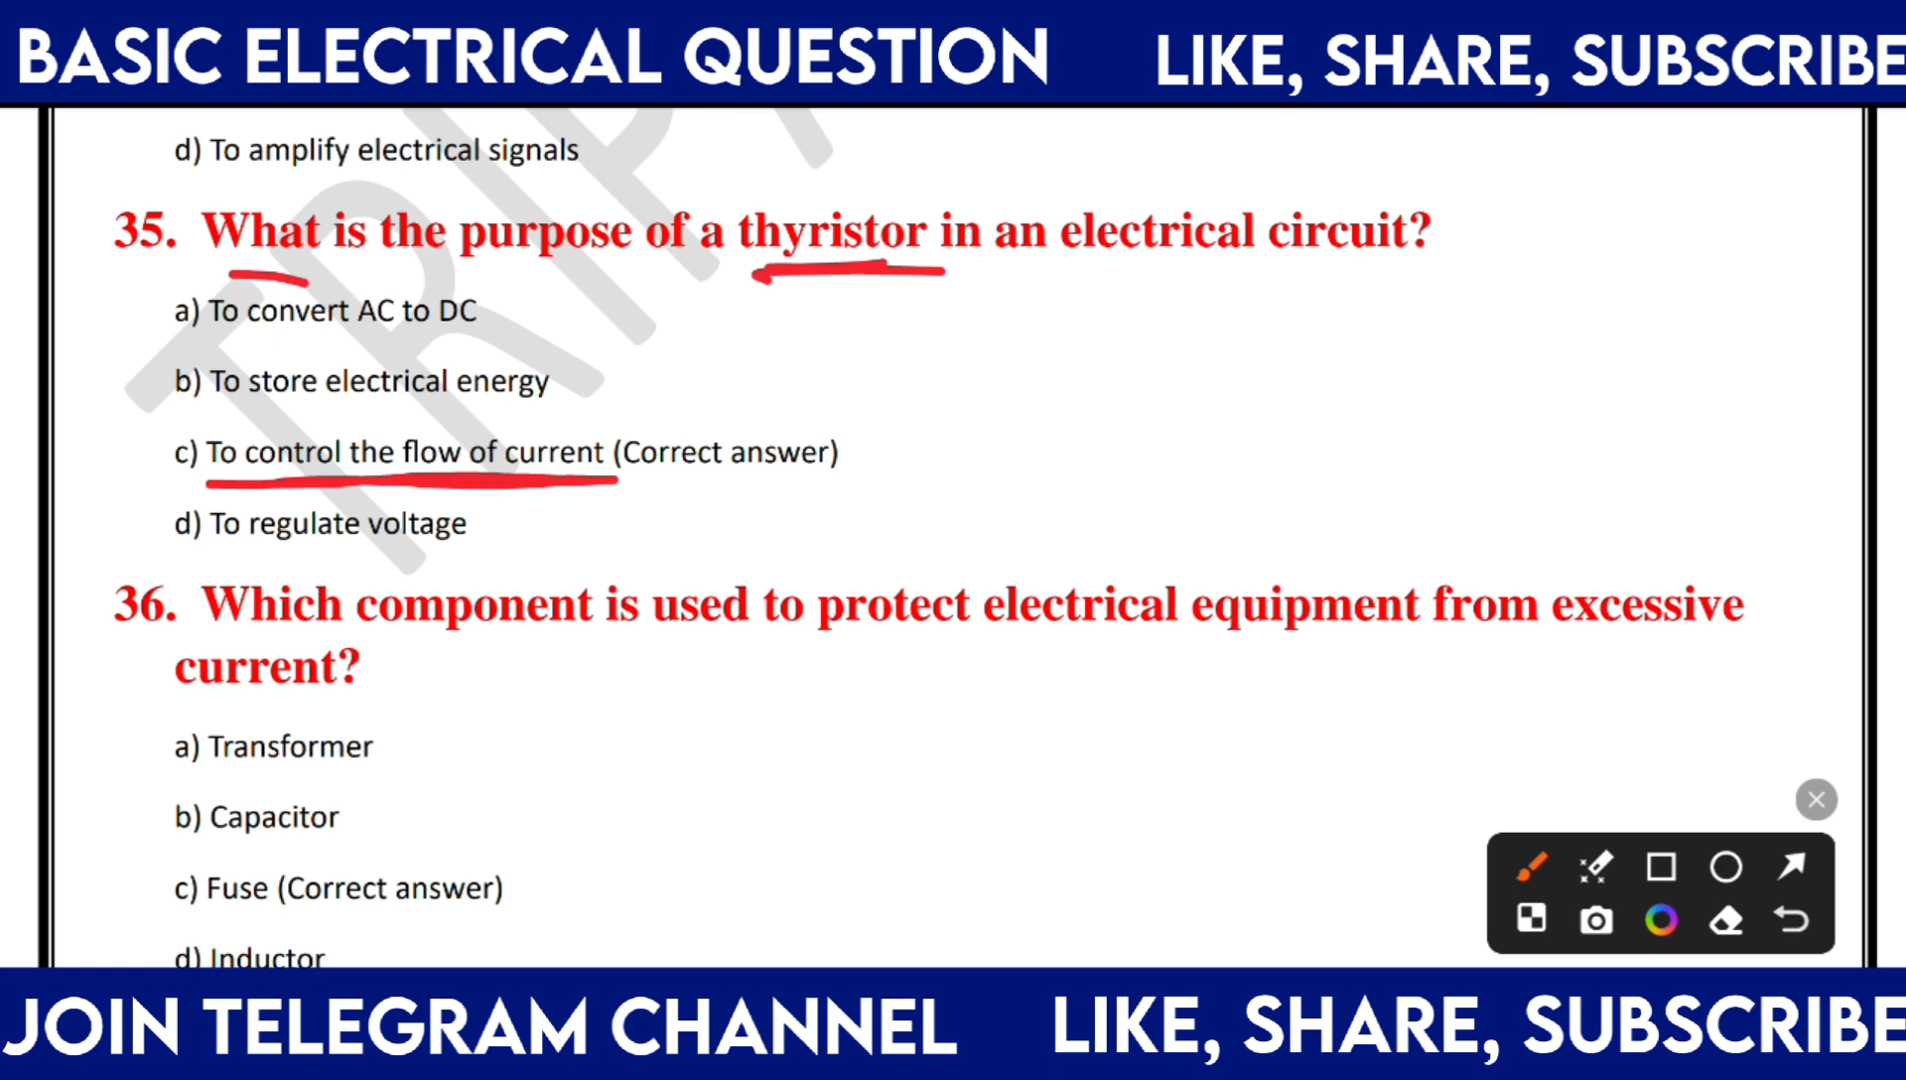 BASIC ELECTRICAL QUESTION LIKE, SHARE, SUBSCRIBE
d) To amplify electrical signals
35. What is the purpose of a thyristor in an electrical circuit?
a) To convert AC to DC
b) To store electrical energy
c) To control the flow of current (Correct answer)
d) To regulate voltage
36. Which component is used to protect electrical equipment from excessive
current?
a) Transformer
b) Capacitor
c) Fuse (Correct answer)
d) Inductor
JOIN TELEGRAM CHANNEL LIKE, SHARE, SUBSCRIBE